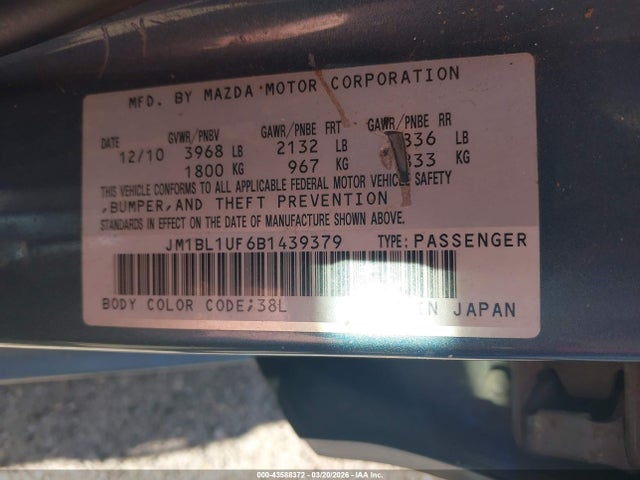 MFD. BY MAZDA MOTOR CORPORATION
DATE GVWR/PNBV GAWR/PNBE FRT GAWR/PNBE RR
12/10 3968 LB 2132 LB 836 LB
1800 KG 967 KG 833 KG
THIS VEHICLE CONFORMS TO ALL APPLICABLE FEDERAL MOTOR VEHICLE SAFETY
,BUMPER,AND THEFT PREVENTION
STANDARDS IN EFFECT ON THE DATE OF MANUFACTURE SHOWN ABOVE.
JM1BL1UF6B1439379 TYPE: PASSENGER
BODY COLOR CODE;38L IN JAPAN
000-43588372 - 03/20/2026 - IAA Inc.